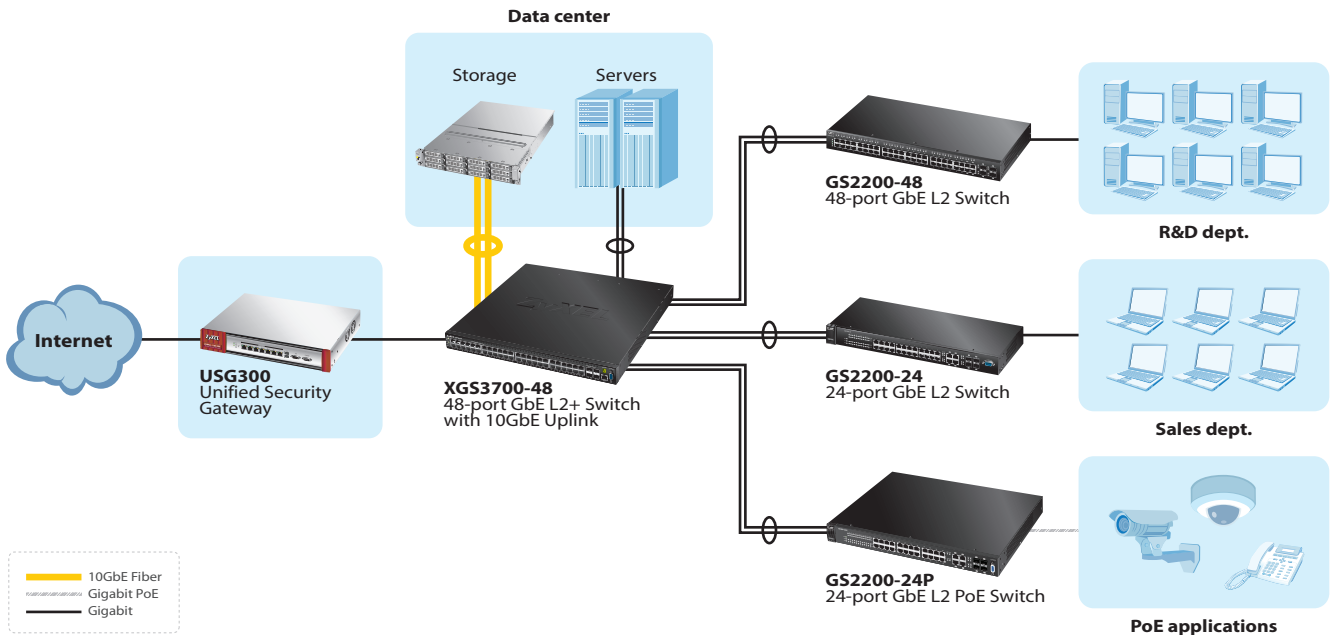 Data center
Storage
Servers
GS2200-48
48-port GbE L2 Switch
R&D dept.
Internet
USG300
Unified Security
Gateway
XGS3700-48
48-port GbE L2+ Switch
with 10GbE Uplink
GS2200-24
24-port GbE L2 Switch
Sales dept.
GS2200-24P
24-port GbE L2 PoE Switch
PoE applications
10GbE Fiber
Gigabit PoE
Gigabit
ZyXEL